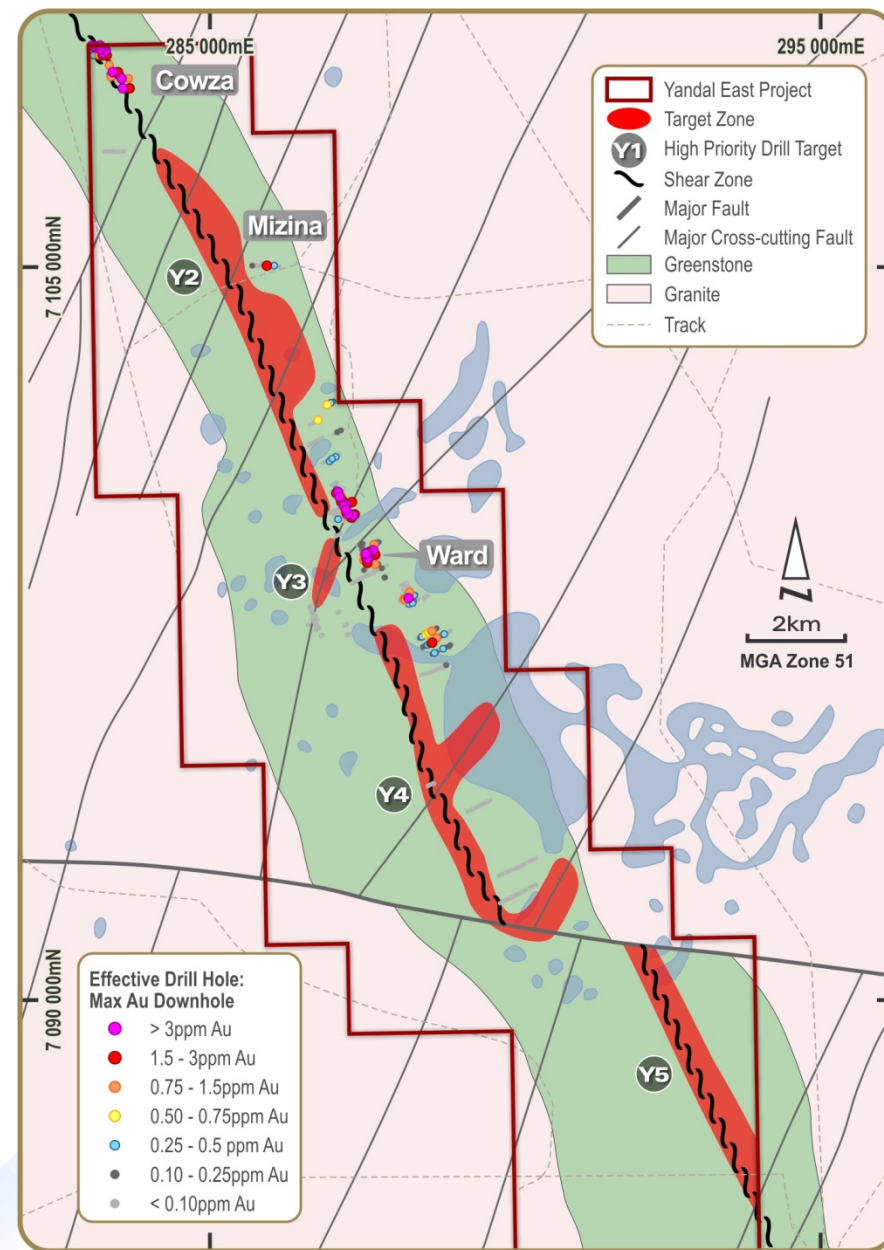 285 000mE
295 000mE
Cowza
Yandal East Project
Target Zone
Y1
High Priority Drill Target
Shear Zone
Major Fault
Major Cross-cutting Fault
Greenstone
Granite
Track
Mizina
Y2
7 105 000mN
Ward
Y3
N
2km
MGA Zone 51
Y4
7 090 000mN
Effective Drill Hole:
Max Au Downhole
> 3ppm Au
1.5 - 3ppm Au
0.75 - 1.5ppm Au
0.50 - 0.75ppm Au
0.25 - 0.5 ppm Au
0.10 - 0.25ppm Au
< 0.10ppm Au
Y5